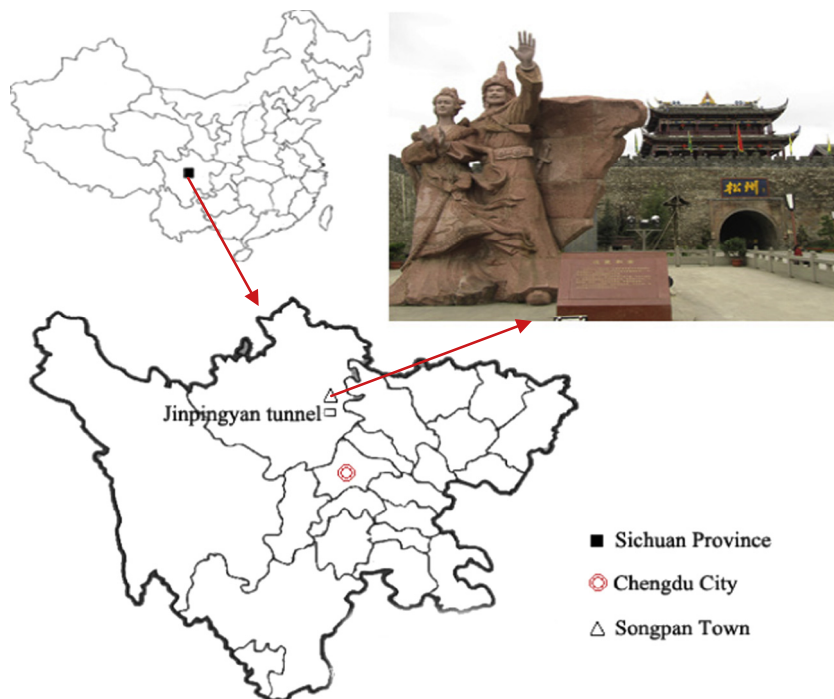 松州
Jinpingyan tunnel
Sichuan Province
Chengdu City
Songpan Town